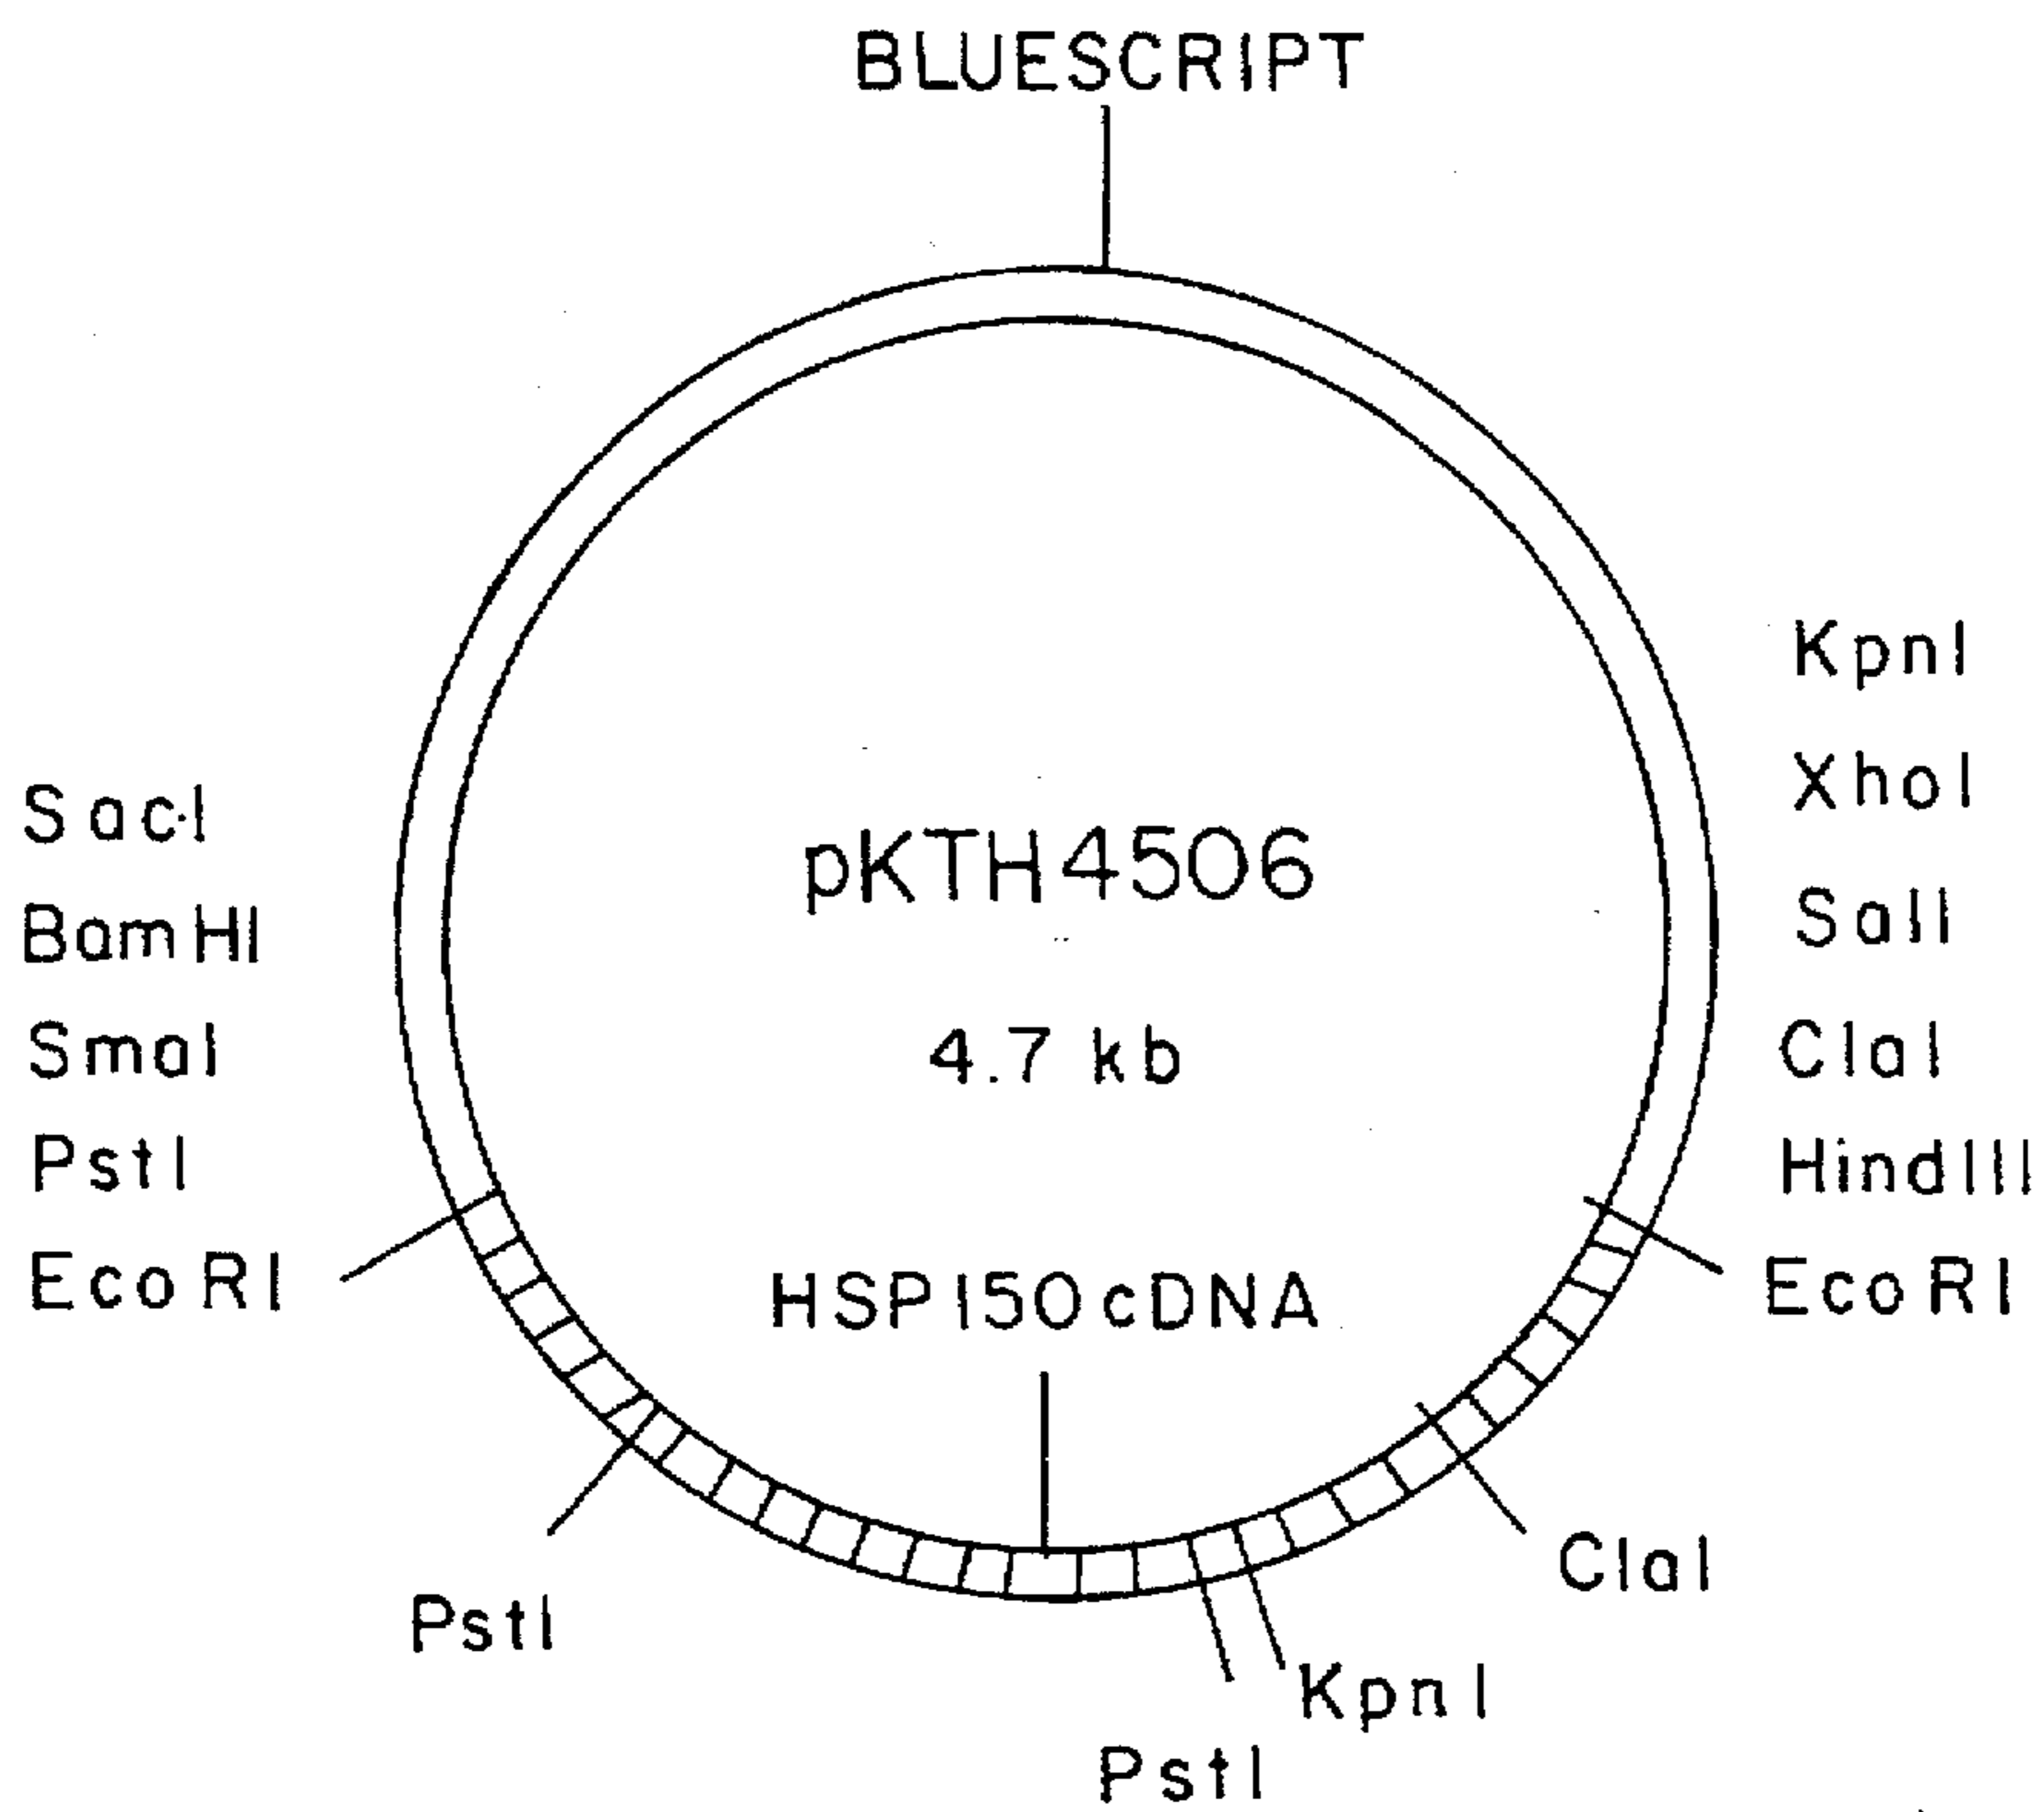 BLUESCRIPT
KpnI
XhoI
SalI
ClaI
HindIII
EcoRI
SacI
BamHI
SmaI
PstI
EcoRI
pKTH4506
4.7 kb
HSP150cDNA
PstI
ClaI
KpnI
PstI